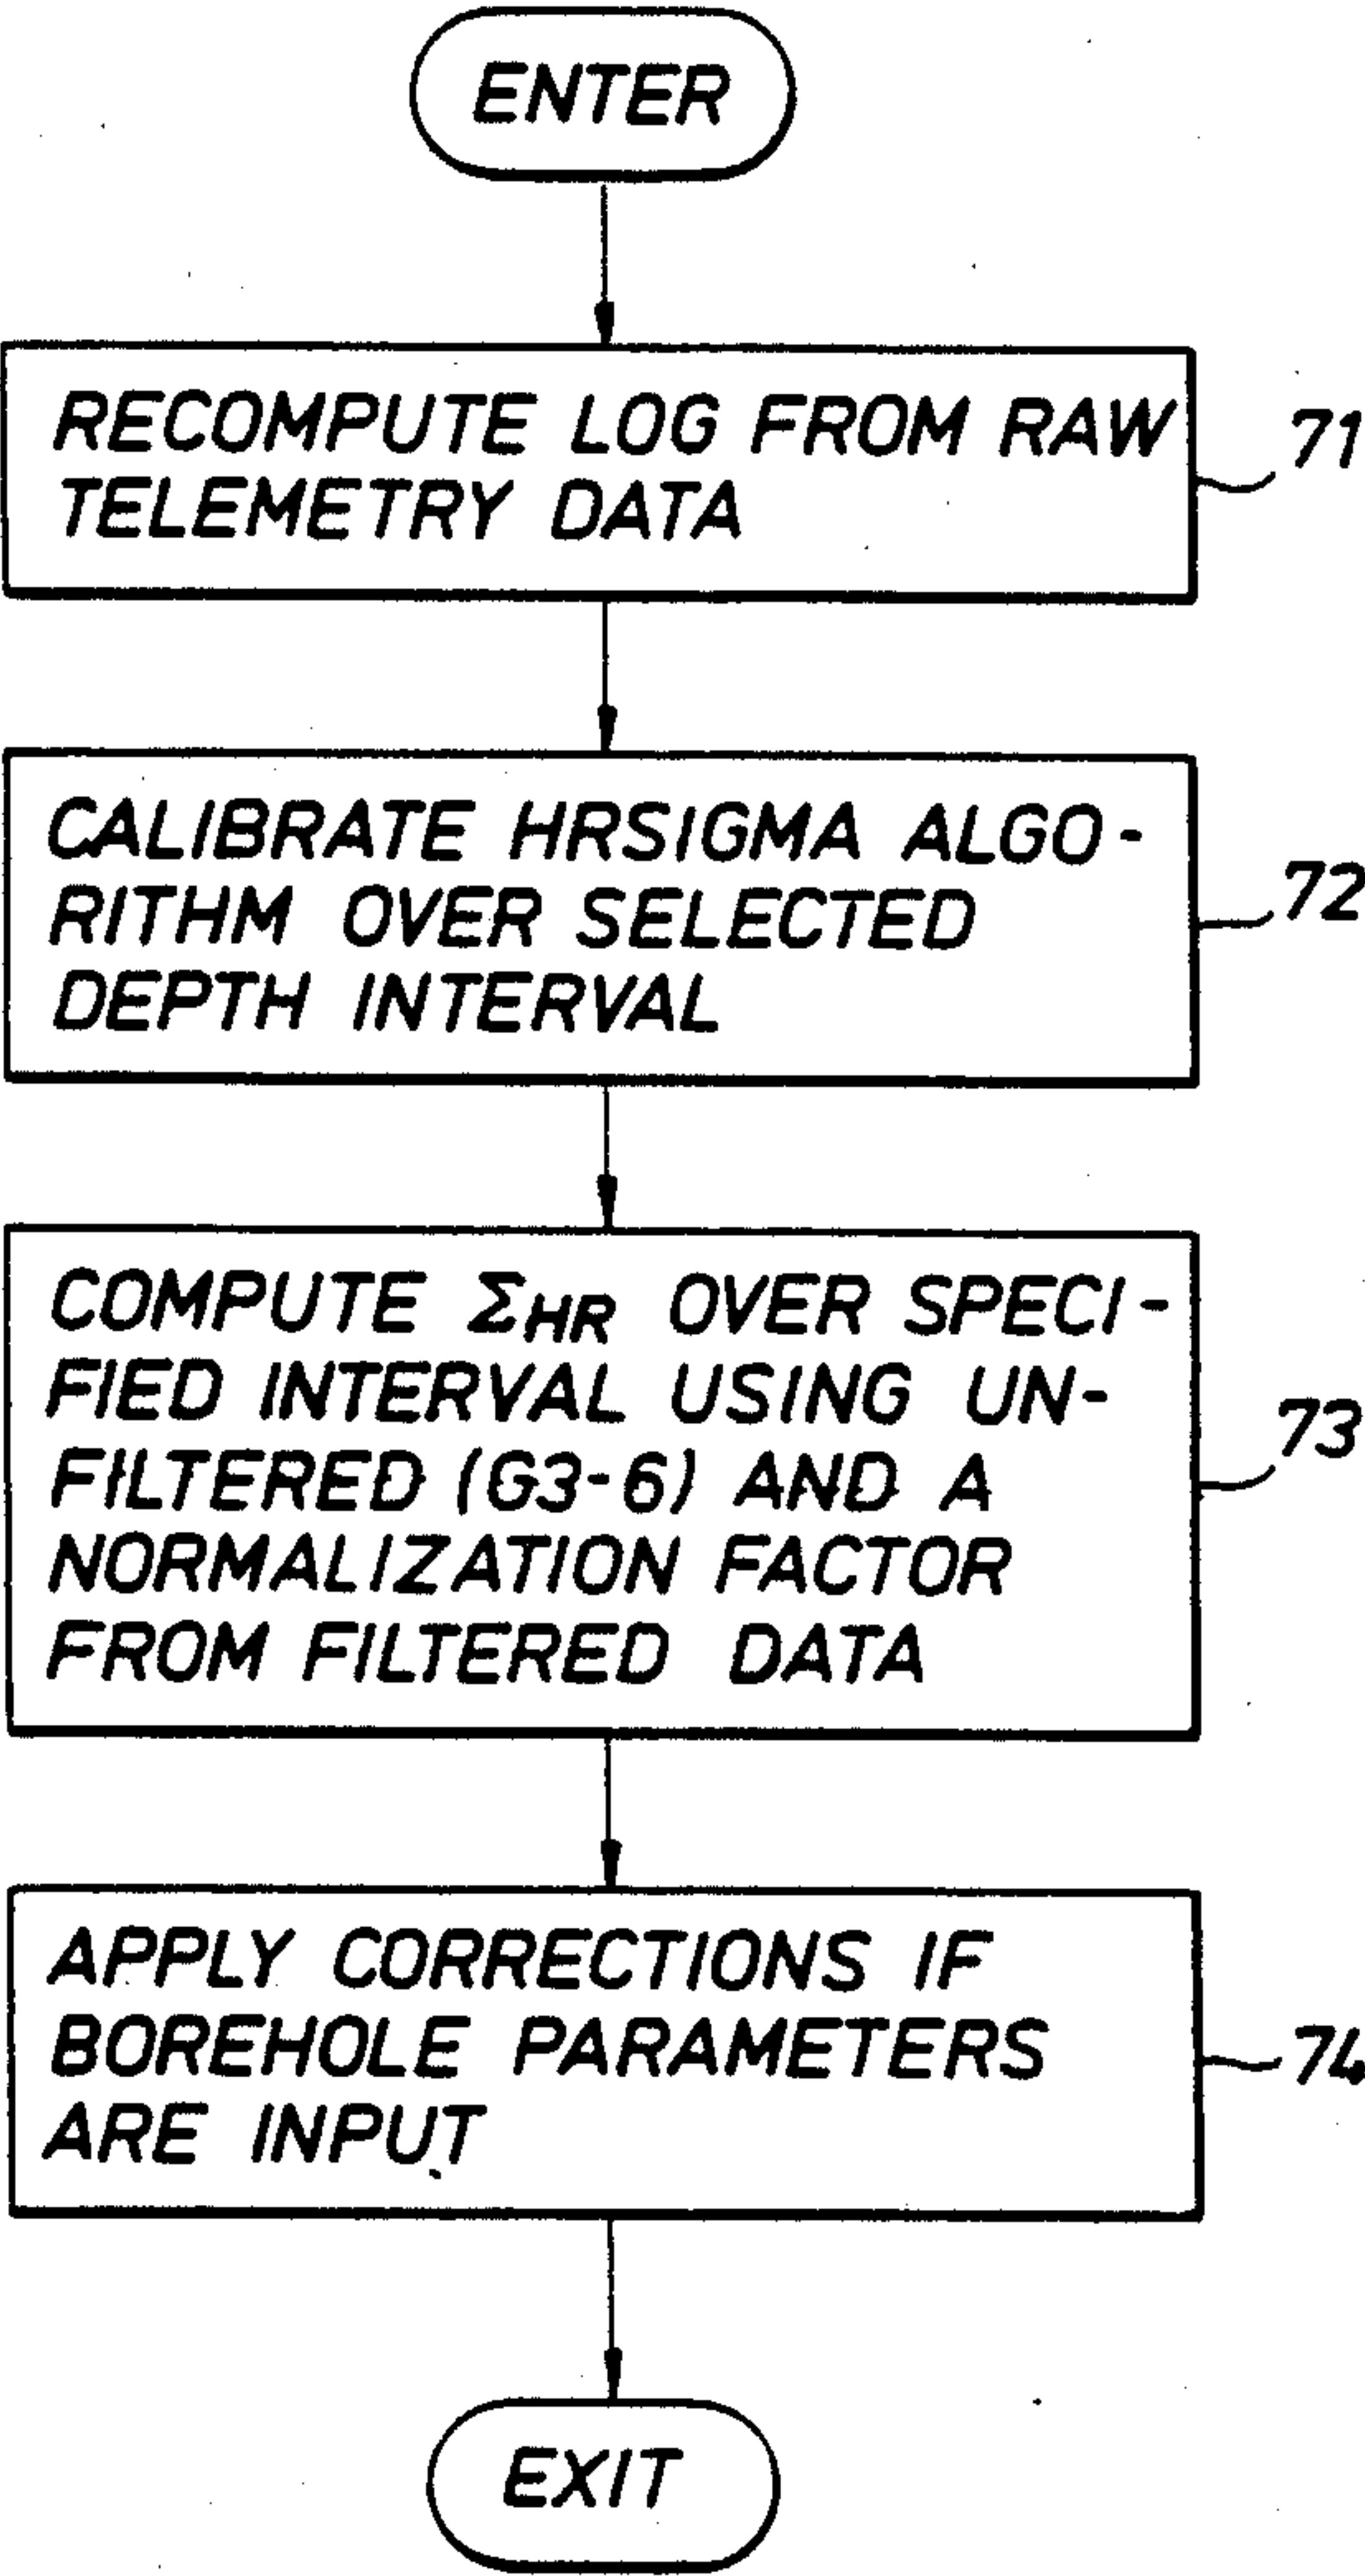 ENTER
RECOMPUTE LOG FROM RAW
TELEMETRY DATA
71
CALIBRATE HRSIGMA ALGO-
RITHM OVER SELECTED
DEPTH INTERVAL
72
COMPUTE ΣHR OVER SPECI-
FIED INTERVAL USING UN-
FILTERED (G3-6) AND A
NORMALIZATION FACTOR
FROM FILTERED DATA
73
APPLY CORRECTIONS IF
BOREHOLE PARAMETERS
ARE INPUT
74
EXIT